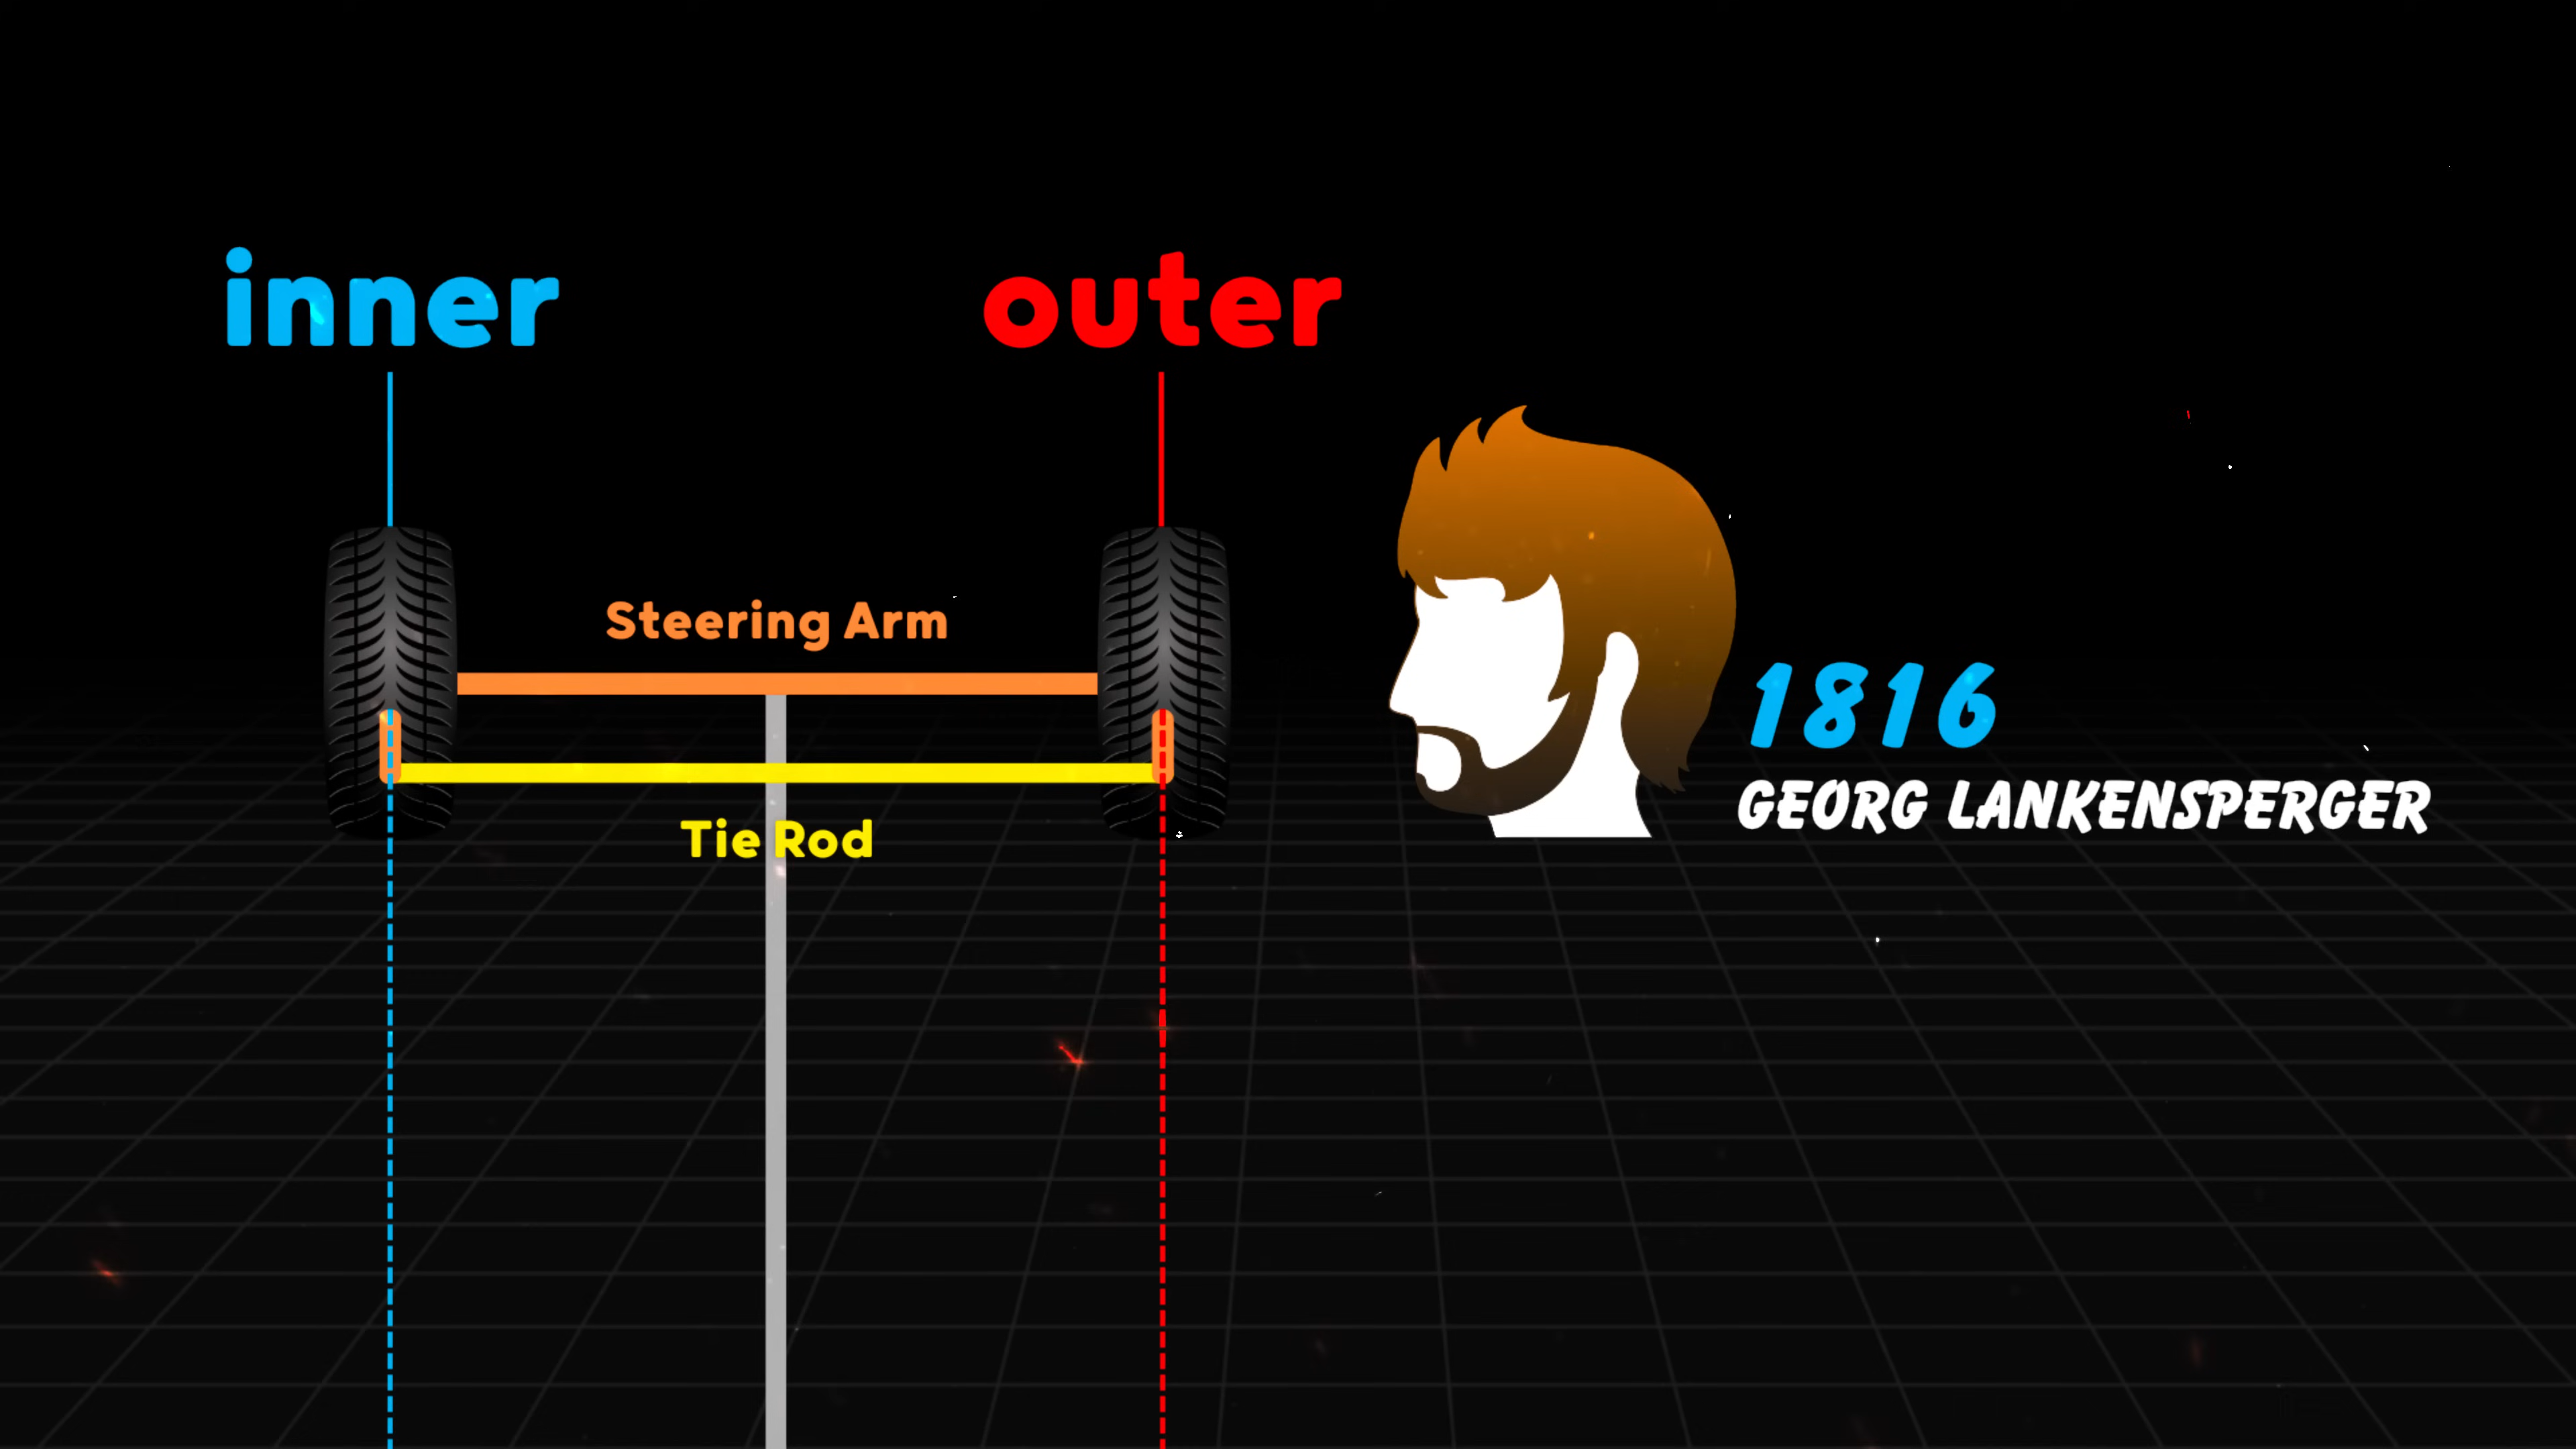 inner
outer
Steering Arm
Tie Rod
1816
GEORG LANKENSPERGER